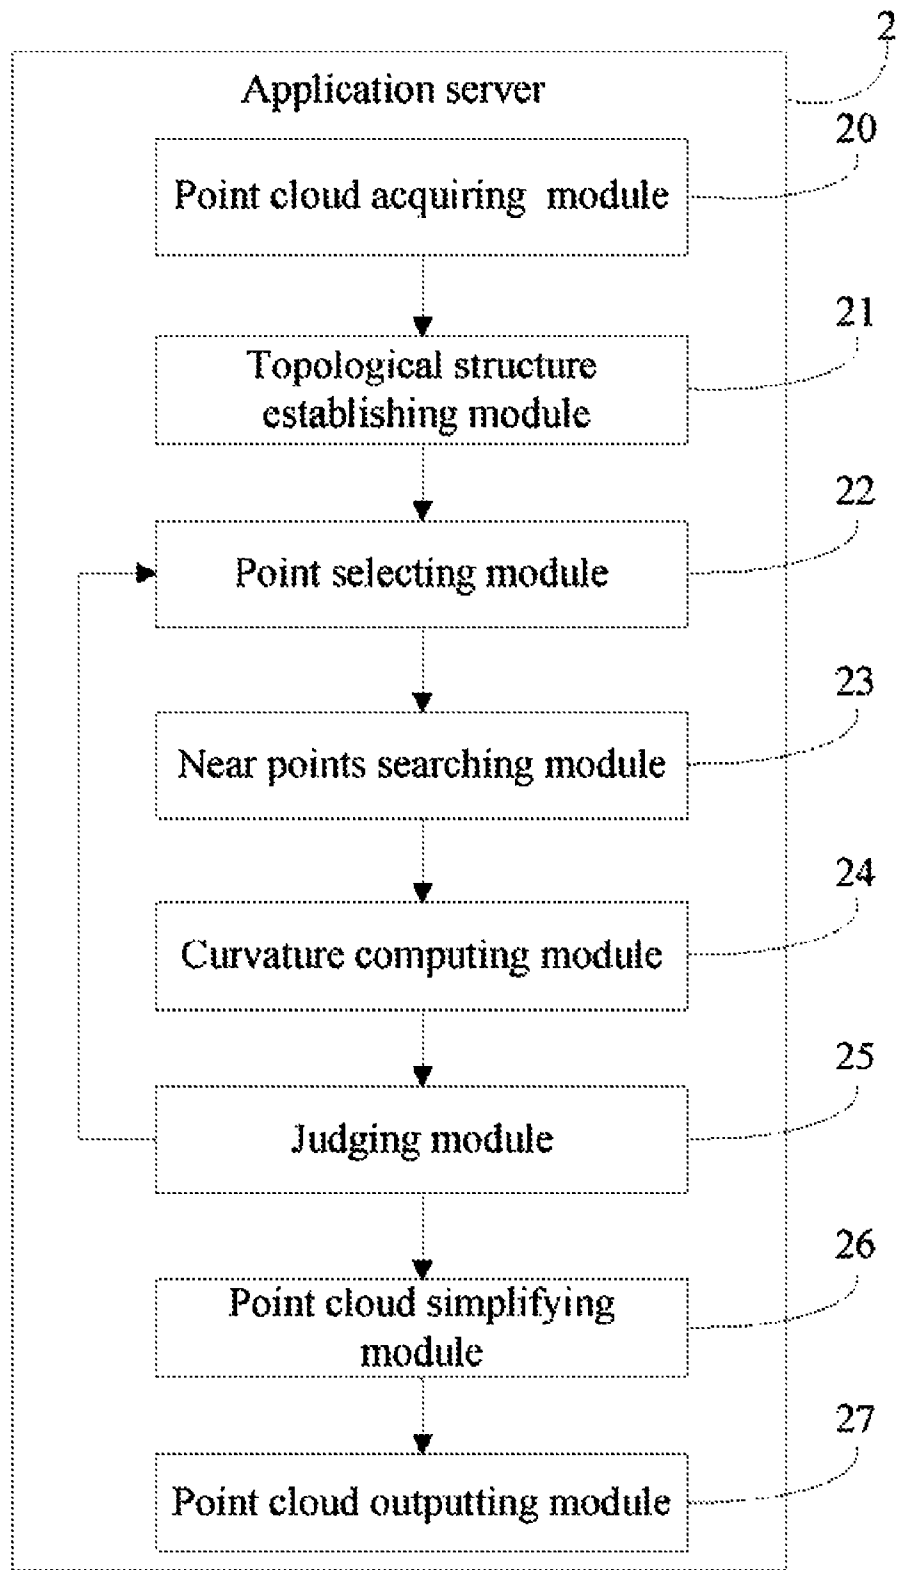 2
Application server
20
Point cloud acquiring module
21
Topological structure
establishing module
22
Point selecting module
23
Near points searching module
24
Curvature computing module
25
Judging module
26
Point cloud simplifying
module
27
Point cloud outputting module